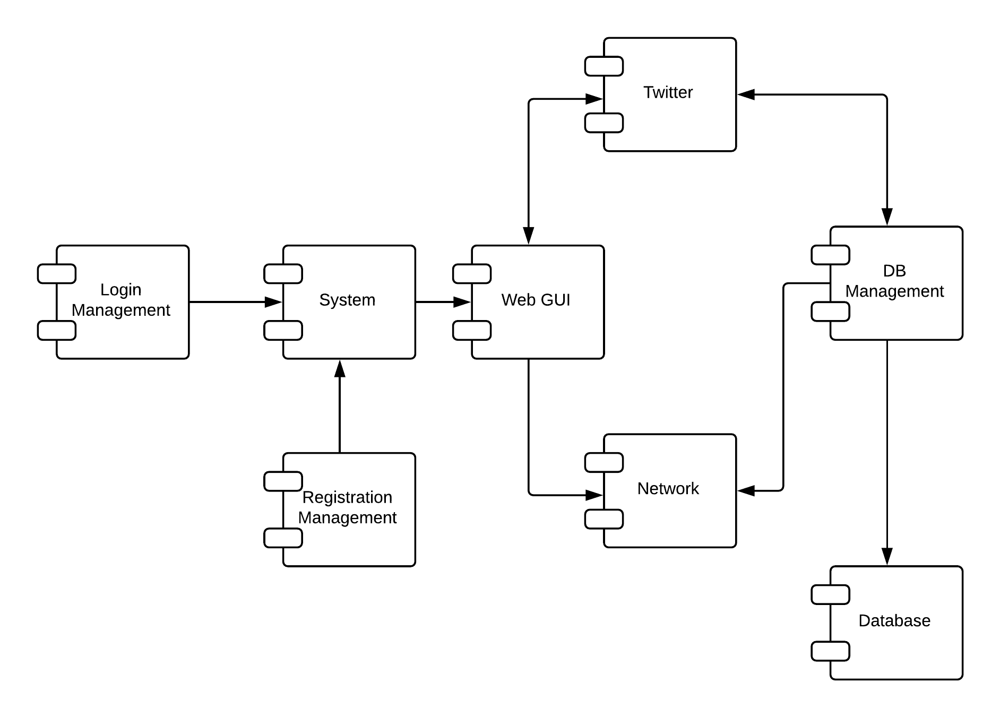 Twitter
DB
Management
Login
Management
System
Web GUI
Registration
Management
Network
Database